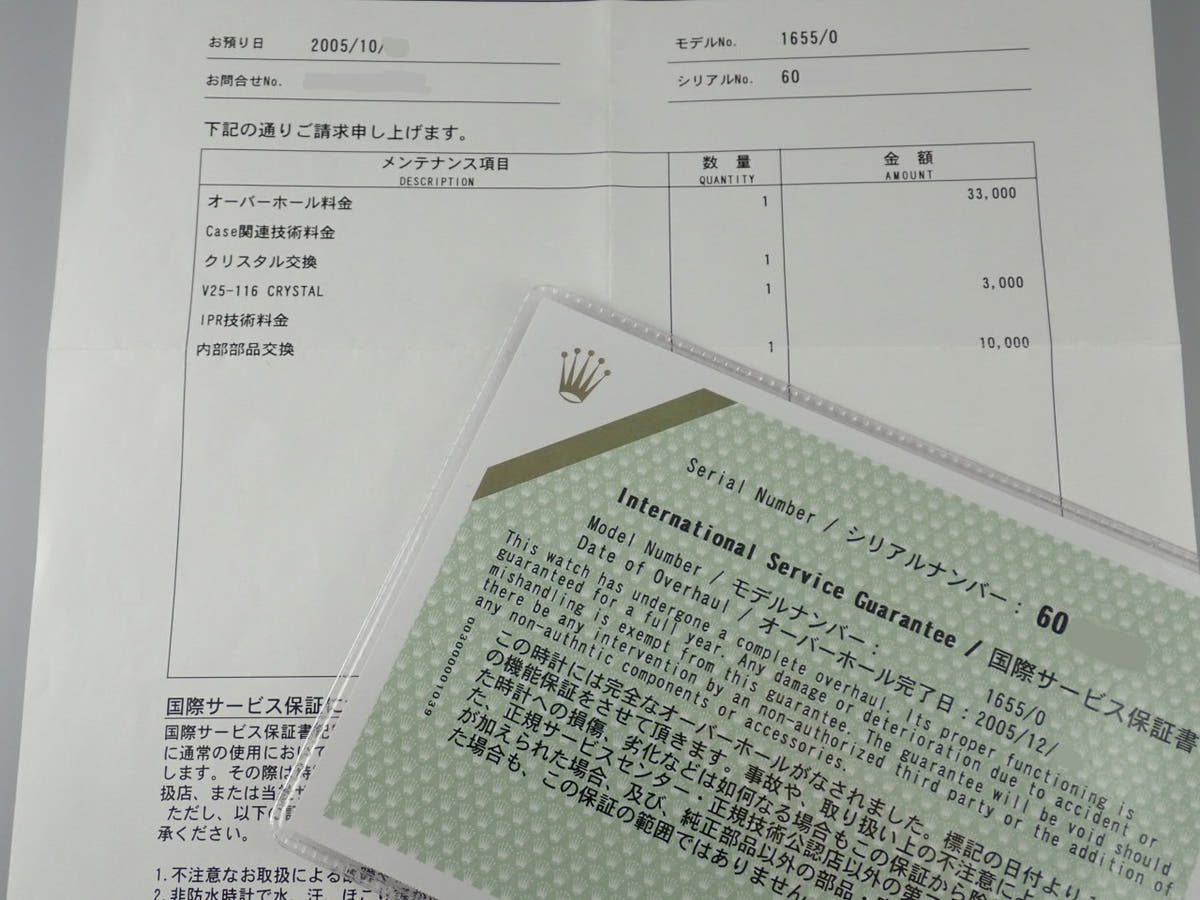 お預り日 2005/10/
モデルNo. 1655/0
お問合せNo.
シリアルNo. 60
下記の通りご請求申し上げます。
メンテナンス項目 数 量 金 額
DESCRIPTION QUANTITY AMOUNT
オーバーホール料金 1 33,000
Case関連技術料金
クリスタル交換 1
V25-116 CRYSTAL 1 3,000
IPR技術料金
内部部品交換 1 10,000
国際サービス保証
国際サービス保証書
に通常の使用において
します。その際は
扱店、または当
ただし、以下
承ください。
1.不注意なお取扱による
2.非防水時計で水、汗、ほこり
Serial Number / シリアルナンバー : 60
International Service Guarantee / 国際サービス保証書
Model Number / モデルナンバー : 1655/0
Date of Overhaul / オーバーホール完了日 : 2005/12/
This watch has undergone a complete overhaul. Its proper functioning is
guaranteed for a full year. Any damage or deterioration due to accident or
mishandling is exempt from this guarantee. The guarantee will be void should
there be any intervention by an non-authorized third party or the addition of
any non-authntic components or accessories.
この時計には完全なオーバーホールがなされました。標記の日付より
の機能保証をさせて頂きます。事故や、取り扱い上の不注意によ
た時計への損傷、劣化などは如何なる場合もこの保証から除
た、正規サービスセンター・正規技術公認店以外の第
が加えられた場合、及び、純正部品以外の部品・
た場合も、この保証の範囲ではありません
0030000001039